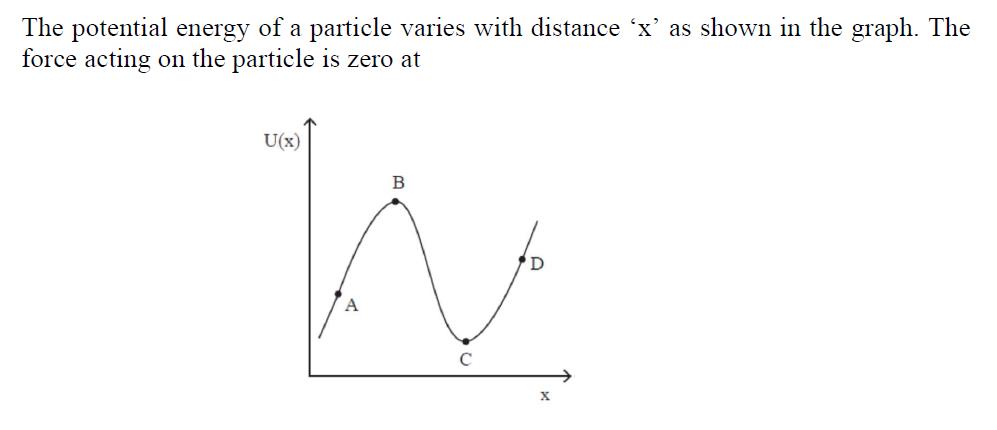 The potential energy of a particle varies with distance ‘x’ as shown in the graph. The
force acting on the particle is zero at
U(x)
B
D
A
C
x